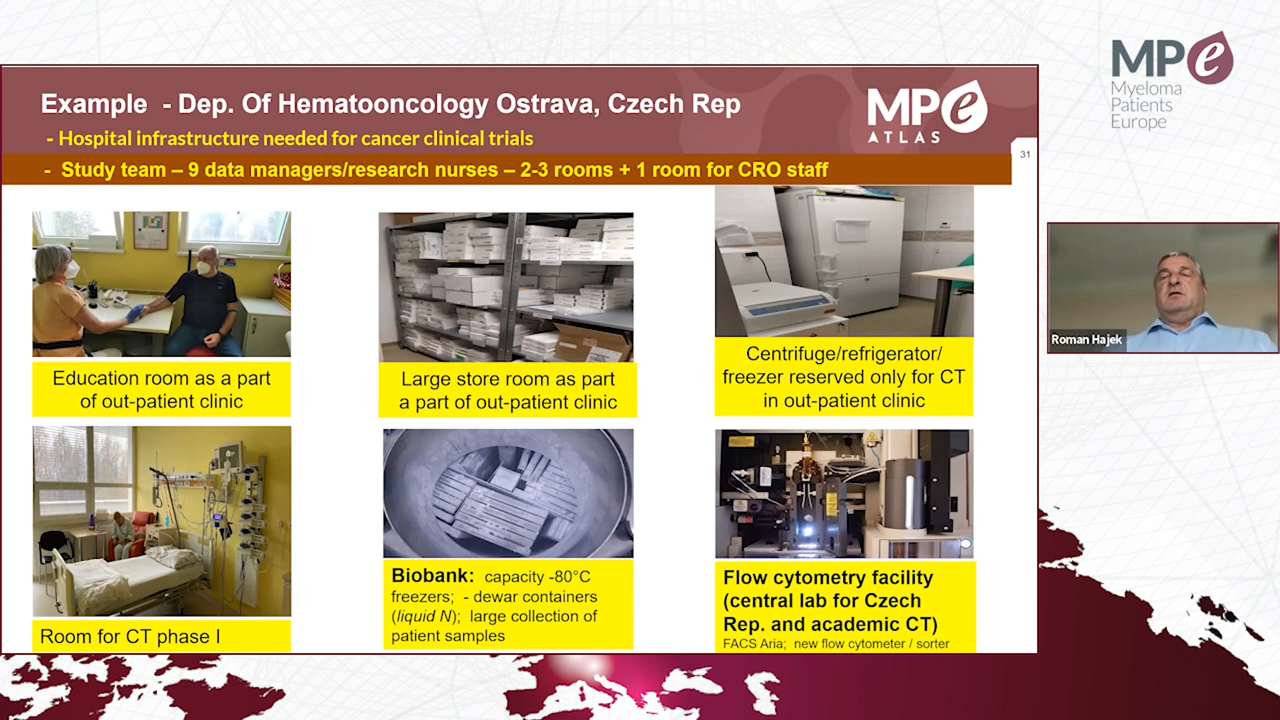 MPe
Myeloma
Patients
Europe
Example - Dep. Of Hematooncology Ostrava, Czech Rep
- Hospital infrastructure needed for cancer clinical trials
- Study team – 9 data managers/research nurses – 2-3 rooms + 1 room for CRO staff
MPe
ATLAS
31
Education room as a part
of out-patient clinic
Large store room as part
a part of out-patient clinic
Centrifuge/refrigerator/
freezer reserved only for CT
in out-patient clinic
Room for CT phase I
Biobank: capacity -80°C
freezers; - dewar containers
(liquid N); large collection of
patient samples
Flow cytometry facility
(central lab for Czech
Rep. and academic CT)
FACS Aria; new flow cytometer / sorter
Roman Hajek